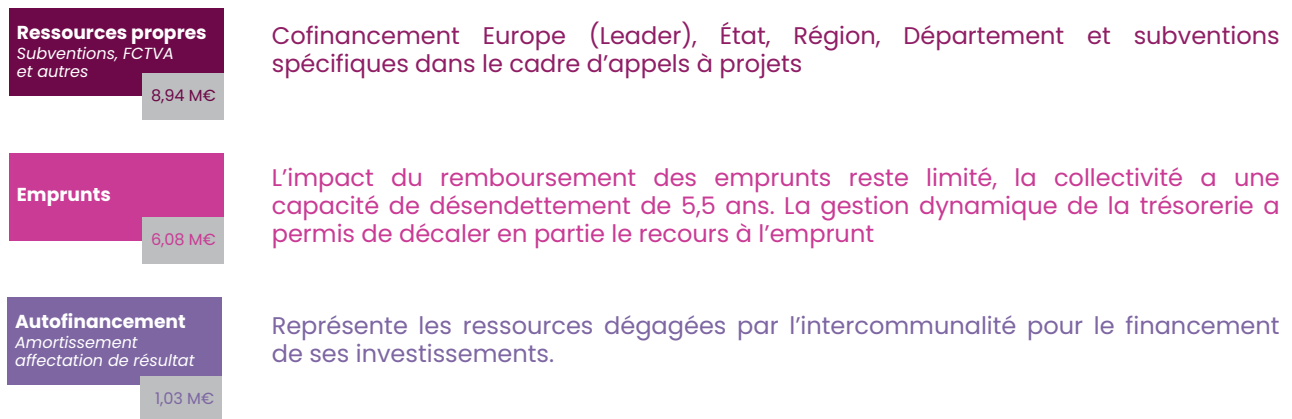 Ressources propres
Subventions, FCTVA
et autres
8,94 M€
Cofinancement Europe (Leader), État, Région, Département et subventions
spécifiques dans le cadre d’appels à projets
Emprunts
6,08 M€
L’impact du remboursement des emprunts reste limité, la collectivité a une
capacité de désendettement de 5,5 ans. La gestion dynamique de la trésorerie a
permis de décaler en partie le recours à l’emprunt
Autofinancement
Amortissement
affectation de résultat
1,03 M€
Représente les ressources dégagées par l’intercommunalité pour le financement
de ses investissements.